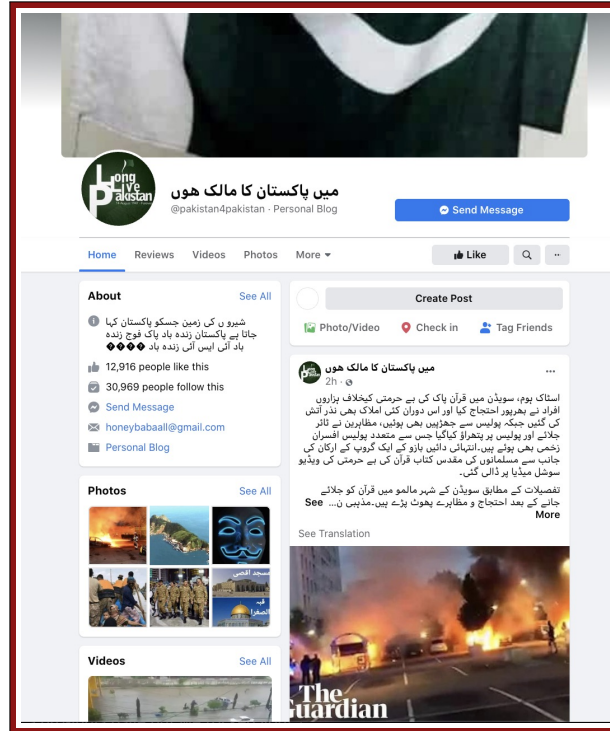 Long
Live
Pakistan
میں پاکستان کا مالک ہوں
@pakistan4pakistan · Personal Blog
Send Message
Home Reviews Videos Photos More
Like
About See All
شیرو ں کی زمین جسکو پاکستان کہا
جاتا ہے پاکستان زندہ باد پاک فوج زندہ
باد آئی ایس آئی زندہ باد ����
12,916 people like this
30,969 people follow this
Send Message
honeybabaall@gmail.com
Personal Blog
Photos See All
مسجد اقصی
قبہ
الصفرا
Videos See All
Create Post
Photo/Video Check in Tag Friends
میں پاکستان کا مالک ہوں ...
2h ·
اسٹاک ہوم، سویڈن میں قرآن پاک کی بے حرمتی کیخلاف ہزاروں
افراد نے بھرپور احتجاج کیا اور اس دوران کئی املاک بھی نذر آتش
کی گئیں جبکہ پولیس سے جھڑپیں بھی ہوئیں، مظاہرین نے ٹائر
جلائے اور پولیس پر پتھراؤ کیاگیا جس سے متعدد پولیس افسران
زخمی بھی ہوئے ہیں۔انتہائی دائیں بازو کے ایک گروپ کے ارکان کی
جانب سے مسلمانوں کی مقدس کتاب قرآن کی بے حرمتی کی ویڈیو
سوشل میڈیا پر ڈالی گئی۔
تفصیلات کے مطابق سویڈن کے شہر مالمو میں قرآن کو جلائے
جانے کے بعد احتجاج و مظاہرے پھوٹ پڑے ہیں۔مذہبی ن... See
More
See Translation
The
Guardian